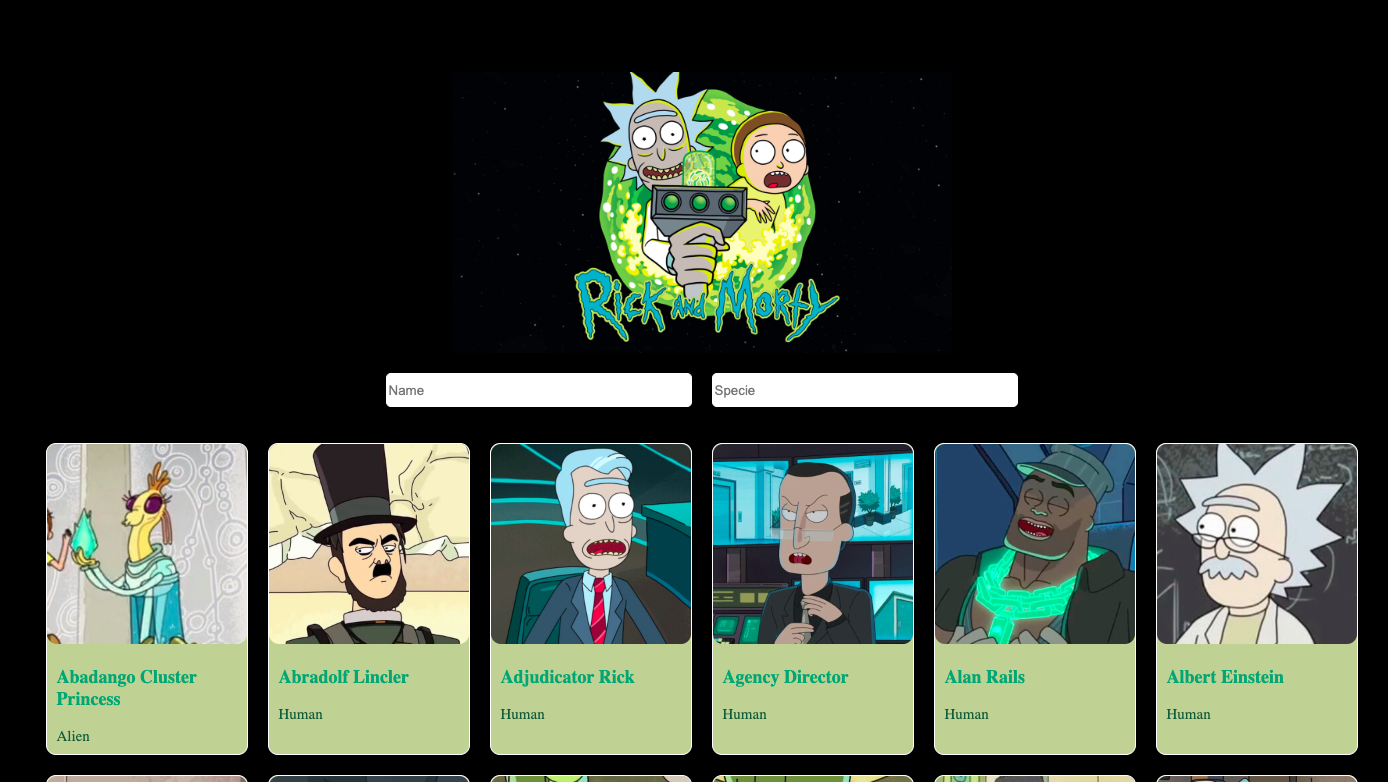 Rick and Morty
Name
Specie
Abadango Cluster
Princess
Alien
Abradolf Lincler
Human
Adjudicator Rick
Human
Agency Director
Human
Alan Rails
Human
Albert Einstein
Human